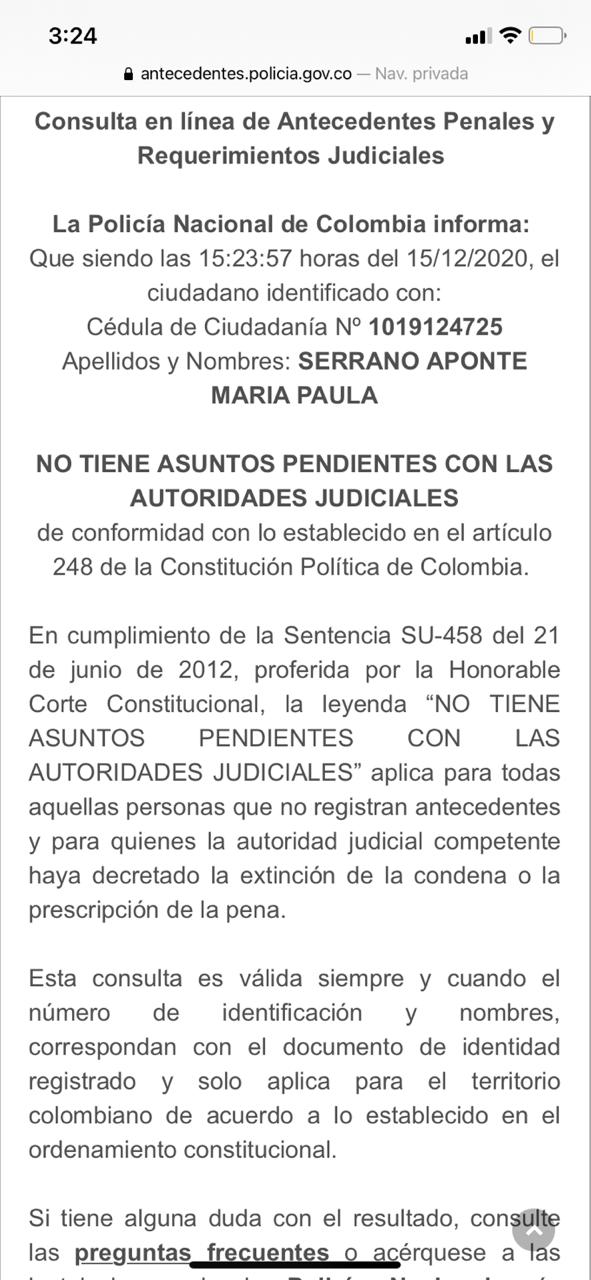 3:24
antecedentes.policia.gov.co — Nav. privada
Consulta en línea de Antecedentes Penales y
Requerimientos Judiciales
La Policía Nacional de Colombia informa:
Que siendo las 15:23:57 horas del 15/12/2020, el
ciudadano identificado con:
Cédula de Ciudadanía Nº 1019124725
Apellidos y Nombres: SERRANO APONTE
MARIA PAULA
NO TIENE ASUNTOS PENDIENTES CON LAS
AUTORIDADES JUDICIALES
de conformidad con lo establecido en el artículo
248 de la Constitución Política de Colombia.
En cumplimiento de la Sentencia SU-458 del 21
de junio de 2012, proferida por la Honorable
Corte Constitucional, la leyenda “NO TIENE
ASUNTOS PENDIENTES CON LAS
AUTORIDADES JUDICIALES” aplica para todas
aquellas personas que no registran antecedentes
y para quienes la autoridad judicial competente
haya decretado la extinción de la condena o la
prescripción de la pena.
Esta consulta es válida siempre y cuando el
número de identificación y nombres,
correspondan con el documento de identidad
registrado y solo aplica para el territorio
colombiano de acuerdo a lo establecido en el
ordenamiento constitucional.
Si tiene alguna duda con el resultado, consulte
las preguntas frecuentes o acérquese a las